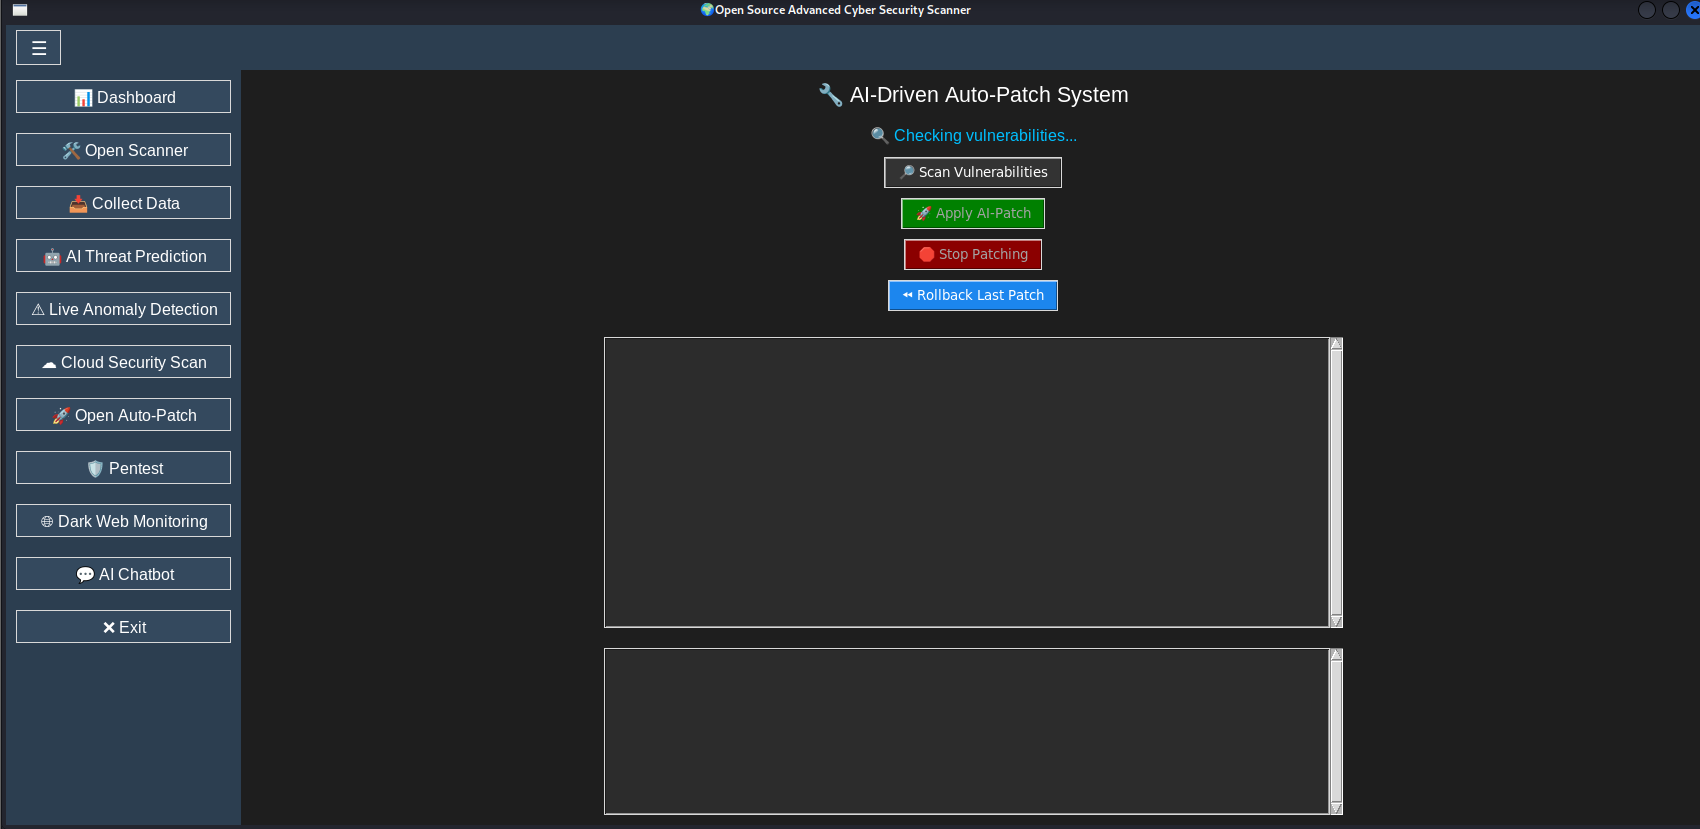 🌍Open Source Advanced Cyber Security Scanner
☰
📊 Dashboard
🛠 Open Scanner
📥 Collect Data
🤖 AI Threat Prediction
⚠ Live Anomaly Detection
☁ Cloud Security Scan
🚀 Open Auto-Patch
🛡 Pentest
🌐 Dark Web Monitoring
💬 AI Chatbot
❌ Exit
🔧 AI-Driven Auto-Patch System
🔍 Checking vulnerabilities...
🔎 Scan Vulnerabilities
🚀 Apply AI-Patch
🛑 Stop Patching
⏪ Rollback Last Patch